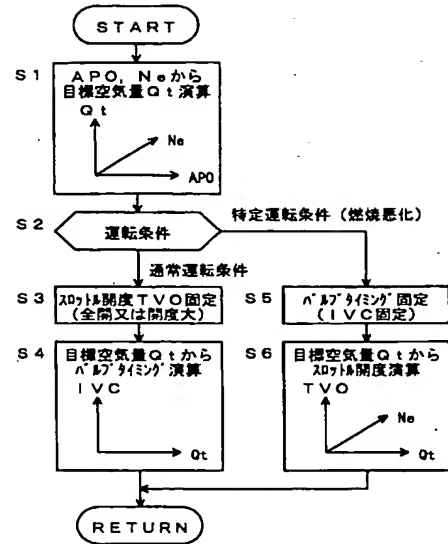 START
S1
APO, Neから
目標空気量Qt演算
Qt
Ne
APO
S2
運転条件
特定運転条件(燃焼悪化)
通常運転条件
S3
スロットル開度TVO固定
(全開又は開度大)
S5
バルブタイミング固定
(IVC固定)
S4
目標空気量Qtから
バルブタイミング演算
IVC
Qt
S6
目標空気量Qtから
スロットル開度演算
TVO
Ne
Qt
RETURN